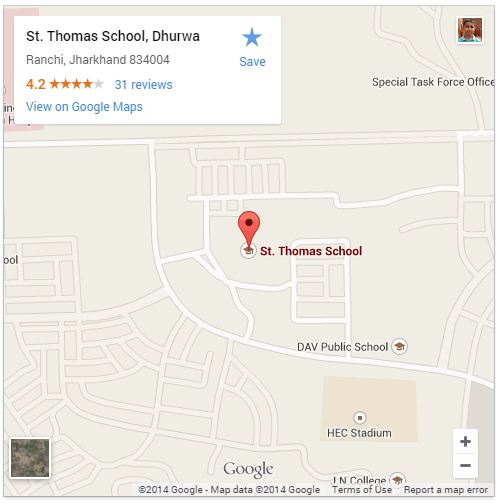 St. Thomas School, Dhurwa
Ranchi, Jharkhand 834004
4.2 31 reviews
View on Google Maps
Save
Special Task Force Office
St. Thomas School
ool
DAV Public School
HEC Stadium
J N College
Google
+
−
©2014 Google - Map data ©2014 Google Terms of Use Report a map error